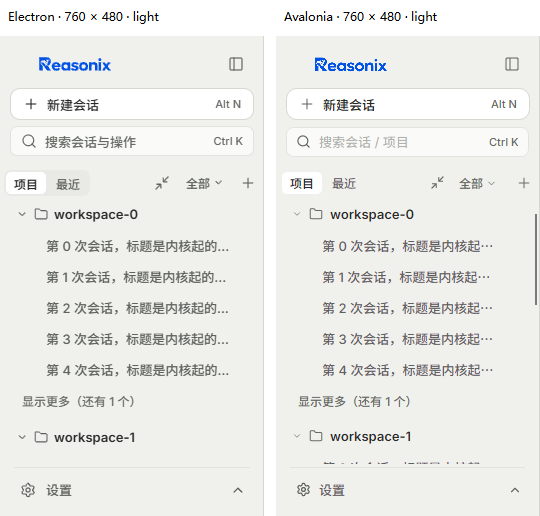 Electron · 760 × 480 · light
Reasonix
新建会话 Alt N
搜索会话与操作 Ctrl K
项目 最近 全部
workspace-0
第 0 次会话，标题是内核起的...
第 1 次会话，标题是内核起的...
第 2 次会话，标题是内核起的...
第 3 次会话，标题是内核起的...
第 4 次会话，标题是内核起的...
显示更多（还有 1 个）
workspace-1
设置
Avalonia · 760 × 480 · light
Reasonix
新建会话 Alt N
搜索会话 / 项目 Ctrl K
项目 最近 全部
workspace-0
第 0 次会话，标题是内核起…
第 1 次会话，标题是内核起…
第 2 次会话，标题是内核起…
第 3 次会话，标题是内核起…
第 4 次会话，标题是内核起…
显示更多（还有 1 个）
workspace-1
设置